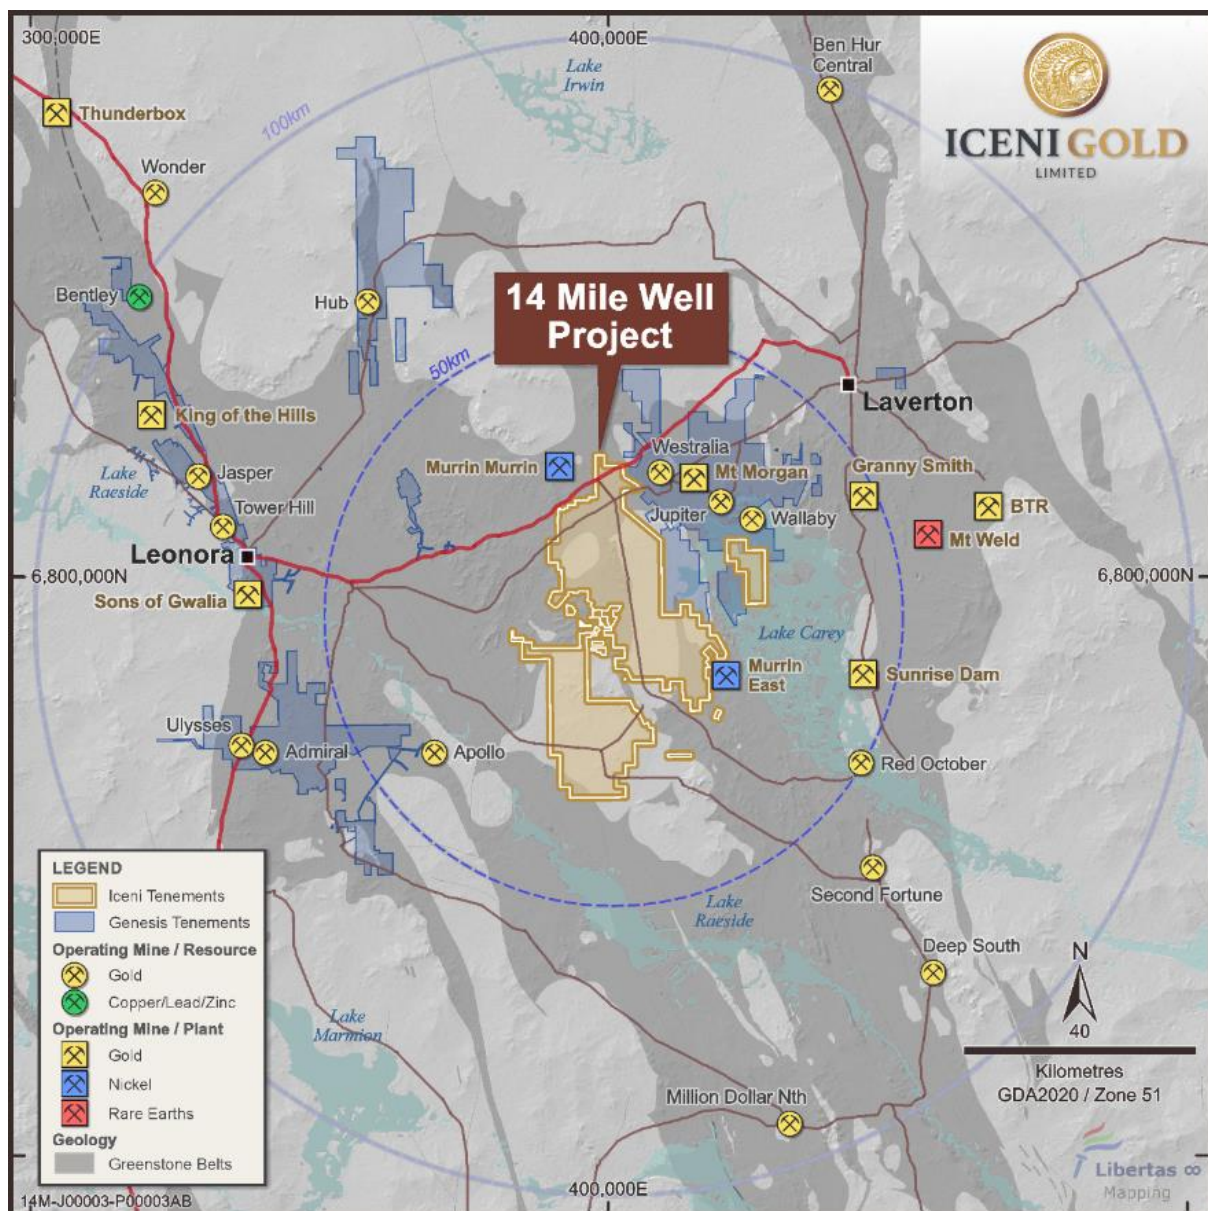 300,000E
400,000E
Ben Hur
Central
Lake
Irwin
ICENI GOLD
LIMITED
100km
Thunderbox
Wonder
Bentley
Hub
14 Mile Well
Project
50km
Laverton
King of the Hills
Westralia
Murrin Murrin
Mt Morgan
Granny Smith
Lake
Raeside
Jasper
Tower Hill
Jupiter
Wallaby
BTR
Mt Weld
Leonora
6,800,000N
6,800,000N
Sons of Gwalia
Lake Carey
Murrin
East
Sunrise Dam
Ulysses
Admiral
Apollo
Red October
LEGEND
Iceni Tenements
Genesis Tenements
Operating Mine / Resource
Gold
Copper/Lead/Zinc
Operating Mine / Plant
Gold
Nickel
Rare Earths
Geology
Greenstone Belts
Second Fortune
Lake
Raeside
Deep South
N
40
Kilometres
GDA2020 / Zone 51
Lake
Marmion
Million Dollar Nth
Libertas ∞
Mapping
400,000E
14M-J00003-P00003AB